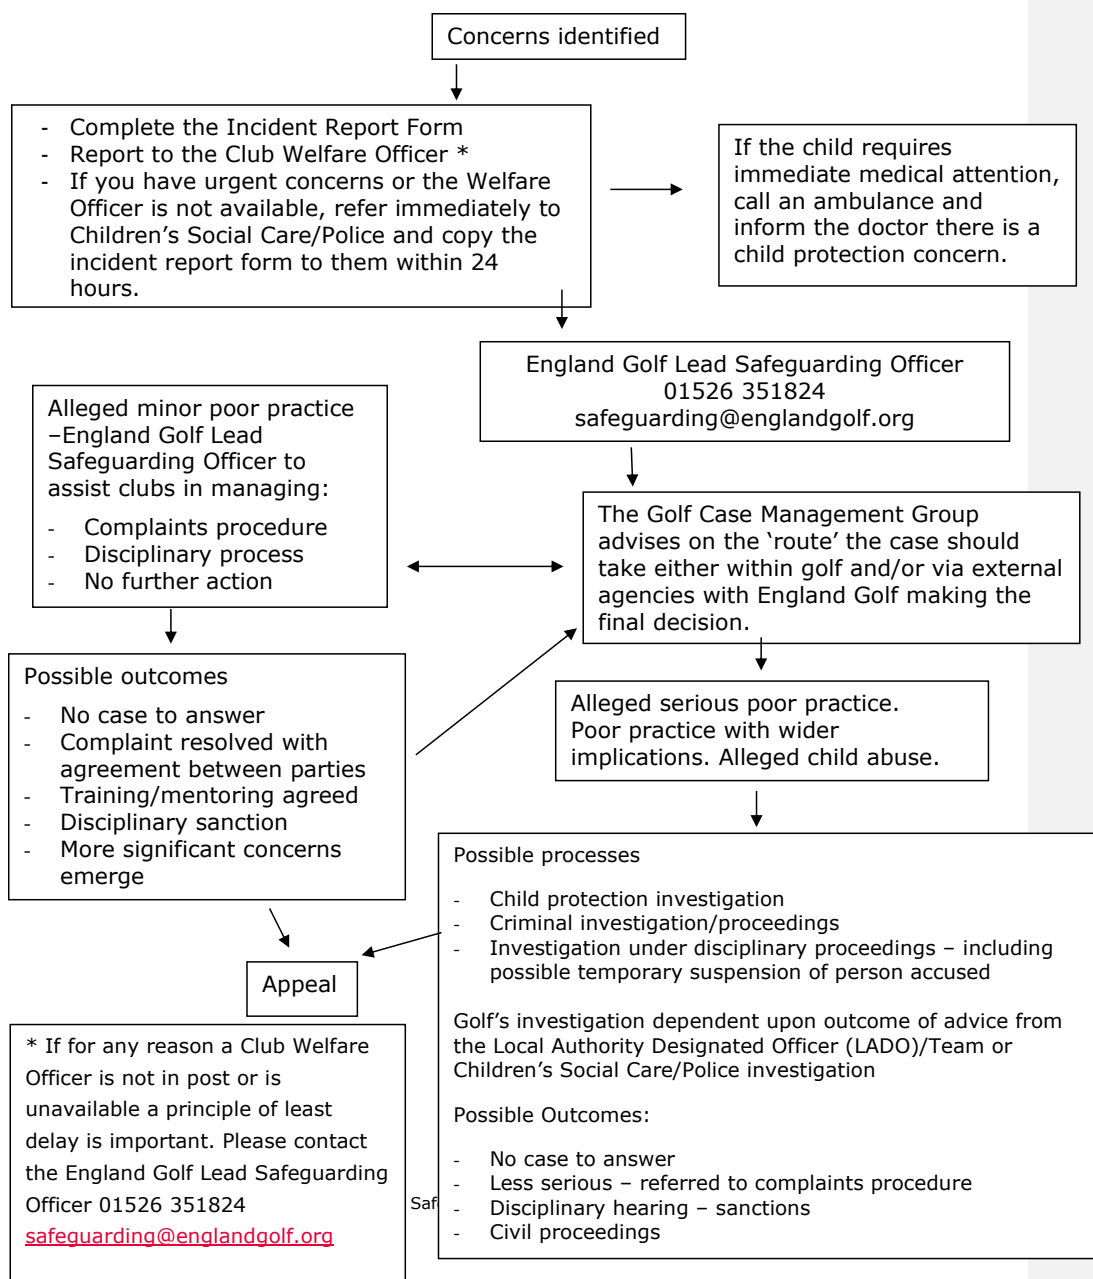 Concerns identified
- Complete the Incident Report Form
- Report to the Club Welfare Officer *
- If you have urgent concerns or the Welfare
Officer is not available, refer immediately to
Children's Social Care/Police and copy the
incident report form to them within 24
hours.
If the child requires
immediate medical attention,
call an ambulance and
inform the doctor there is a
child protection concern.
England Golf Lead Safeguarding Officer
01526 351824
safeguarding@englandgolf.org
Alleged minor poor practice
–England Golf Lead
Safeguarding Officer to
assist clubs in managing:
- Complaints procedure
- Disciplinary process
- No further action
The Golf Case Management Group
advises on the ‘route’ the case should
take either within golf and/or via external
agencies with England Golf making the
final decision.
Possible outcomes
- No case to answer
- Complaint resolved with
agreement between parties
- Training/mentoring agreed
- Disciplinary sanction
- More significant concerns
emerge
Alleged serious poor practice.
Poor practice with wider
implications. Alleged child abuse.
Possible processes
- Child protection investigation
- Criminal investigation/proceedings
- Investigation under disciplinary proceedings – including
possible temporary suspension of person accused
Golf's investigation dependent upon outcome of advice from
the Local Authority Designated Officer (LADO)/Team or
Children's Social Care/Police investigation
Possible Outcomes:
- No case to answer
- Less serious – referred to complaints procedure
- Disciplinary hearing – sanctions
- Civil proceedings
Appeal
* If for any reason a Club Welfare
Officer is not in post or is
unavailable a principle of least
delay is important. Please contact
the England Golf Lead Safeguarding
Officer 01526 351824
safeguarding@englandgolf.org